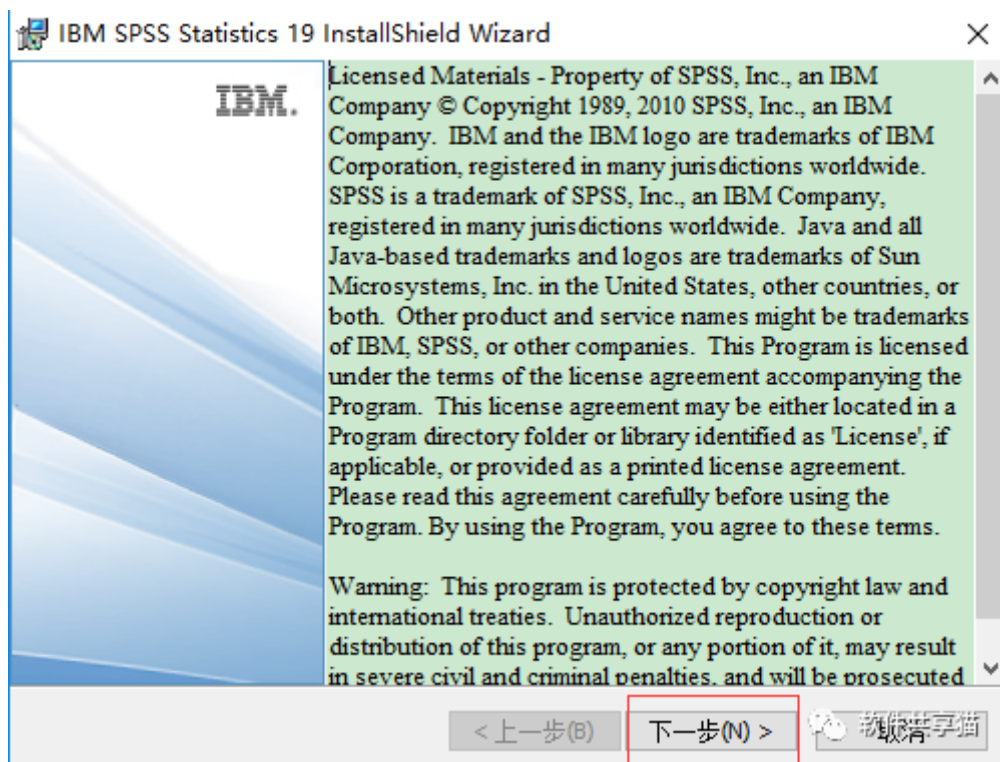 IBM SPSS Statistics 19 InstallShield Wizard
IBM.
Licensed Materials - Property of SPSS, Inc., an IBM
Company © Copyright 1989, 2010 SPSS, Inc., an IBM
Company.  IBM and the IBM logo are trademarks of IBM
Corporation, registered in many jurisdictions worldwide.
SPSS is a trademark of SPSS, Inc., an IBM Company,
registered in many jurisdictions worldwide.  Java and all
Java-based trademarks and logos are trademarks of Sun
Microsystems, Inc. in the United States, other countries, or
both.  Other product and service names might be trademarks
of IBM, SPSS, or other companies.  This Program is licensed
under the terms of the license agreement accompanying the
Program.  This license agreement may be either located in a
Program directory folder or library identified as 'License', if
applicable, or provided as a printed license agreement.
Please read this agreement carefully before using the
Program. By using the Program, you agree to these terms.
Warning:  This program is protected by copyright law and
international treaties.  Unauthorized reproduction or
distribution of this program, or any portion of it, may result
in severe civil and criminal penalties, and will be prosecuted
< 上一步(B)
下一步(N) >
取消
软件共享猫